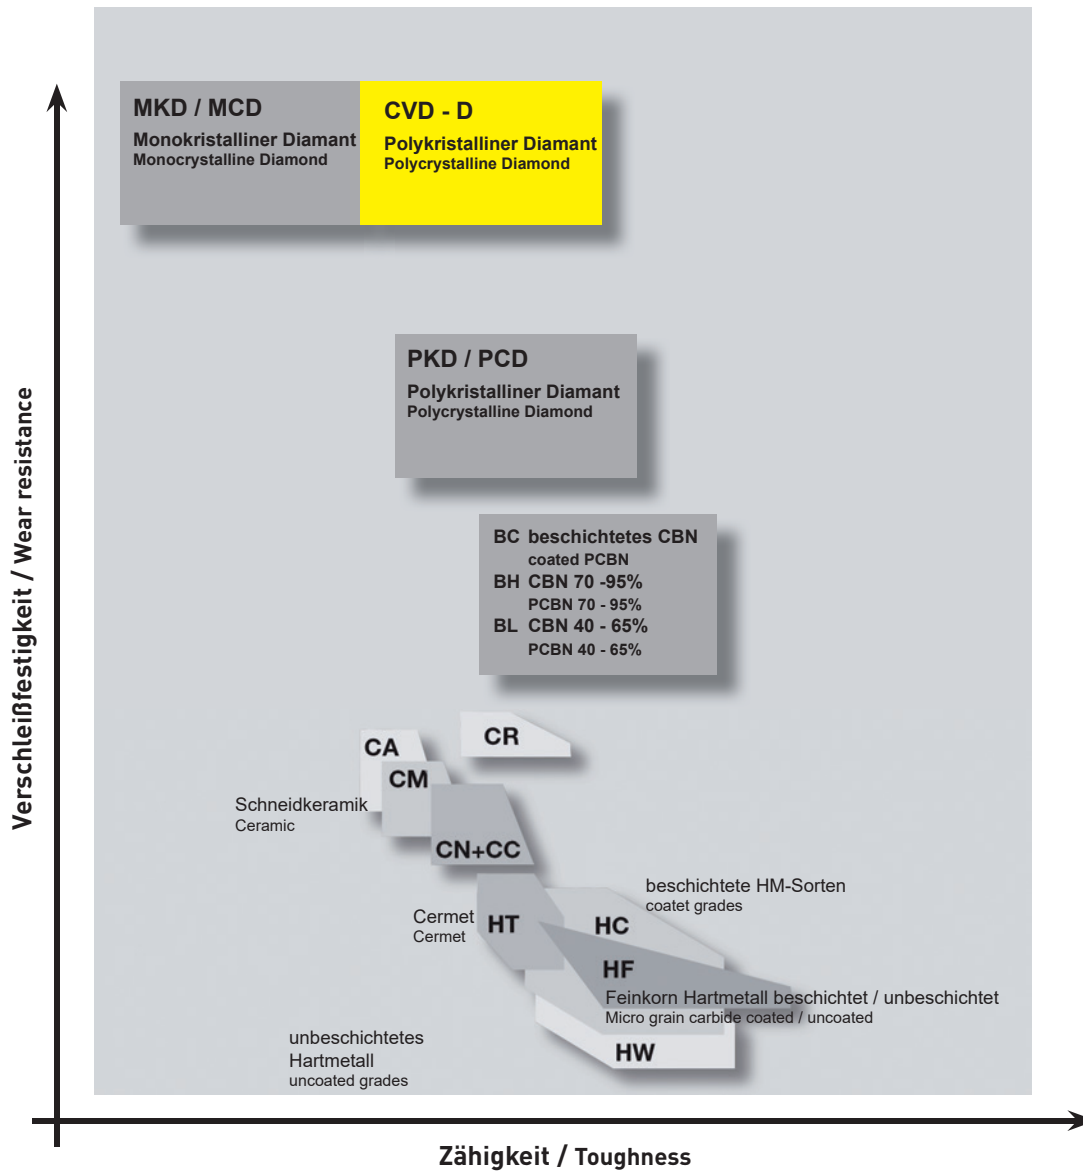 MKD / MCD
Monokristalliner Diamant
Monocrystalline Diamond
CVD - D
Polykristalliner Diamant
Polycrystalline Diamond
PKD / PCD
Polykristalliner Diamant
Polycrystalline Diamond
BC beschichtetes CBN
coated PCBN
BH CBN 70 -95%
PCBN 70 - 95%
BL CBN 40 - 65%
PCBN 40 - 65%
CR
CA
CM
Schneidkeramik
Ceramic
CN+CC
beschichtete HM-Sorten
coatet grades
Cermet
Cermet
HT
HC
HF
Feinkorn Hartmetall beschichtet / unbeschichtet
Micro grain carbide coated / uncoated
unbeschichtetes
Hartmetall
uncoated grades
HW
Verschleißfestigkeit / Wear resistance
Zähigkeit / Toughness